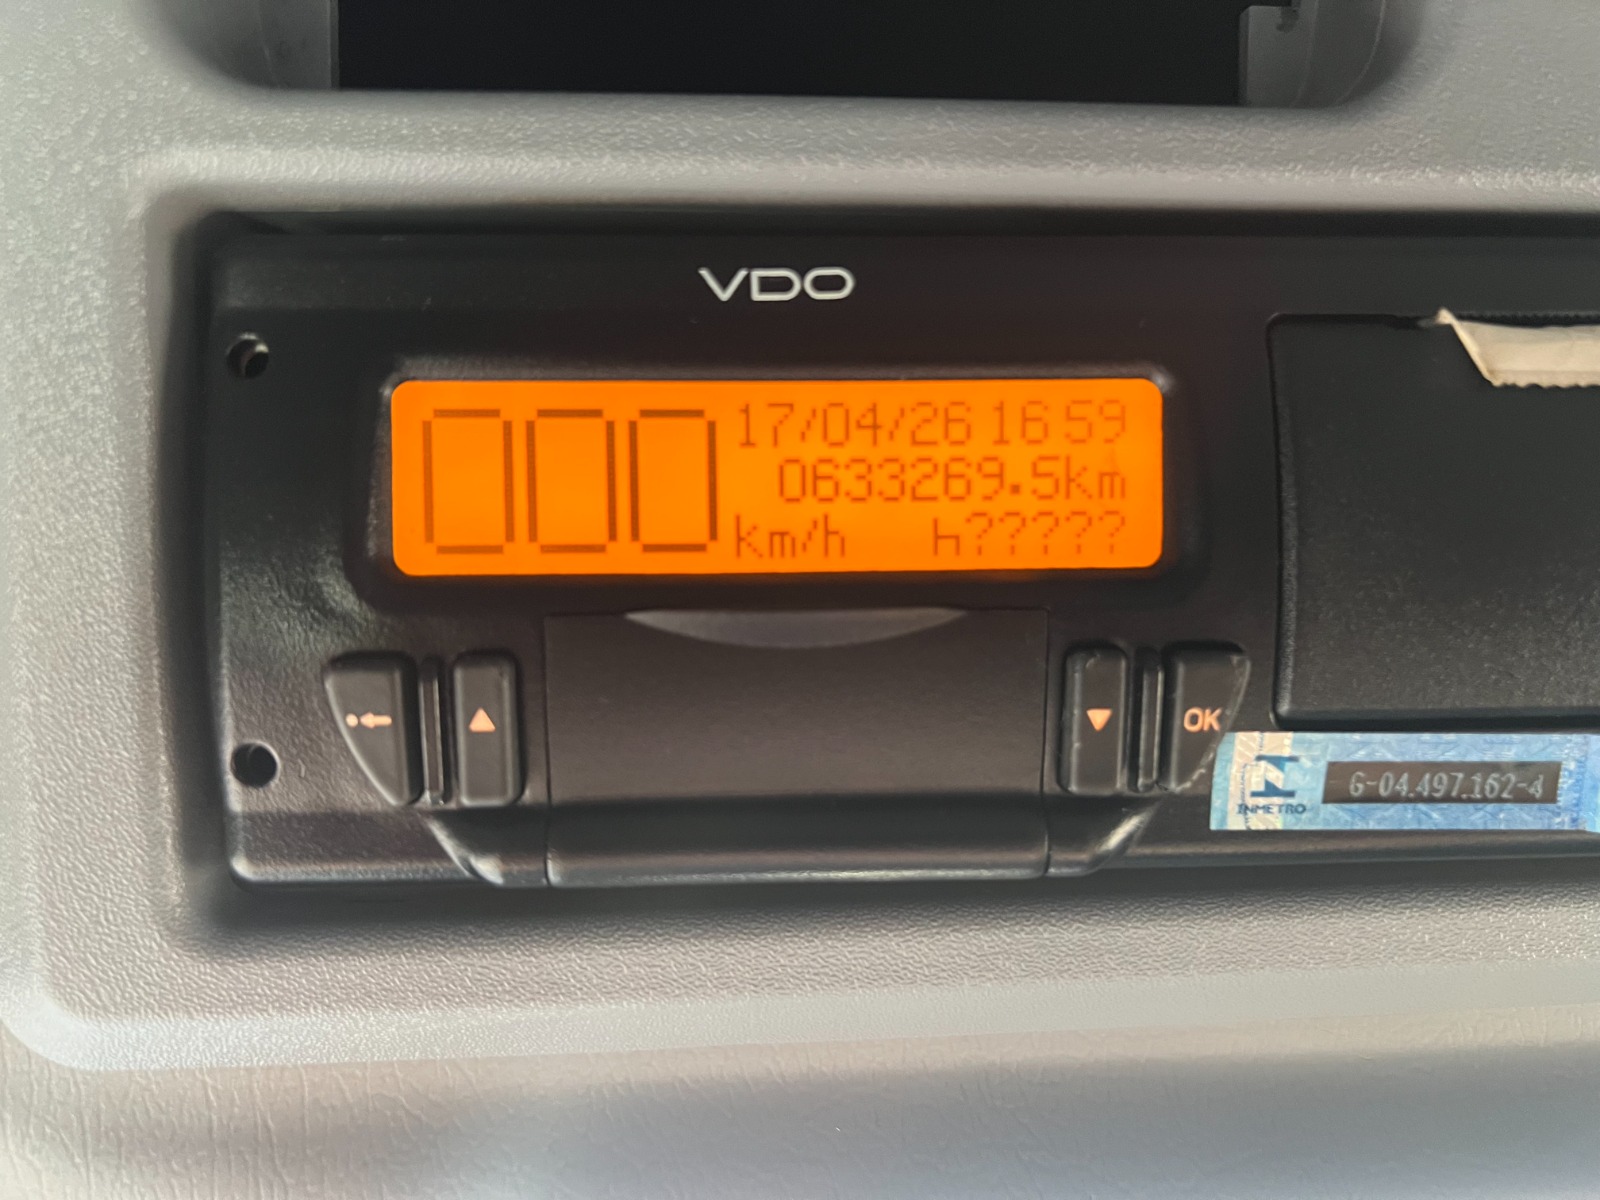 VDO
000
17/04/26 16 59
0633269.5km
km/h h?????
OK
INMETRO
G-04.497.162-4